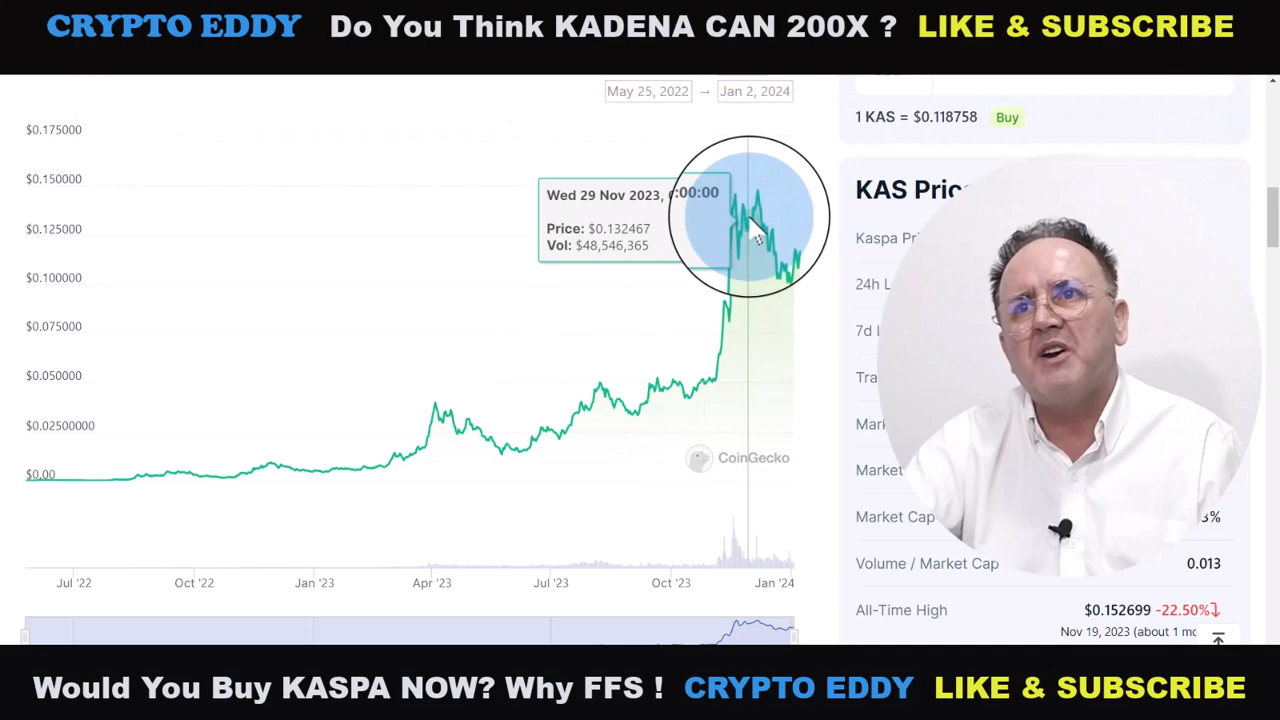 CRYPTO EDDY Do You Think KADENA CAN 200X ? LIKE & SUBSCRIBE
May 25, 2022 → Jan 2, 2024
1 KAS = $0.118758 Buy
$0.175000
$0.150000
$0.125000
$0.100000
$0.075000
$0.050000
$0.02500000
$0.00
Wed 29 Nov 2023, :00:00
Price: $0.132467
Vol: $48,546,365
CoinGecko
Jul '22 Oct '22 Jan '23 Apr '23 Jul '23 Oct '23 Jan '24
KAS
Kaspa
24h
7d
Market
Market Cap
%
Volume / Market Cap 0.013
All-Time High $0.152699 -22.50%
Nov 19, 2023 (about 1
Would You Buy KASPA NOW? Why FFS ! CRYPTO EDDY LIKE & SUBSCRIBE